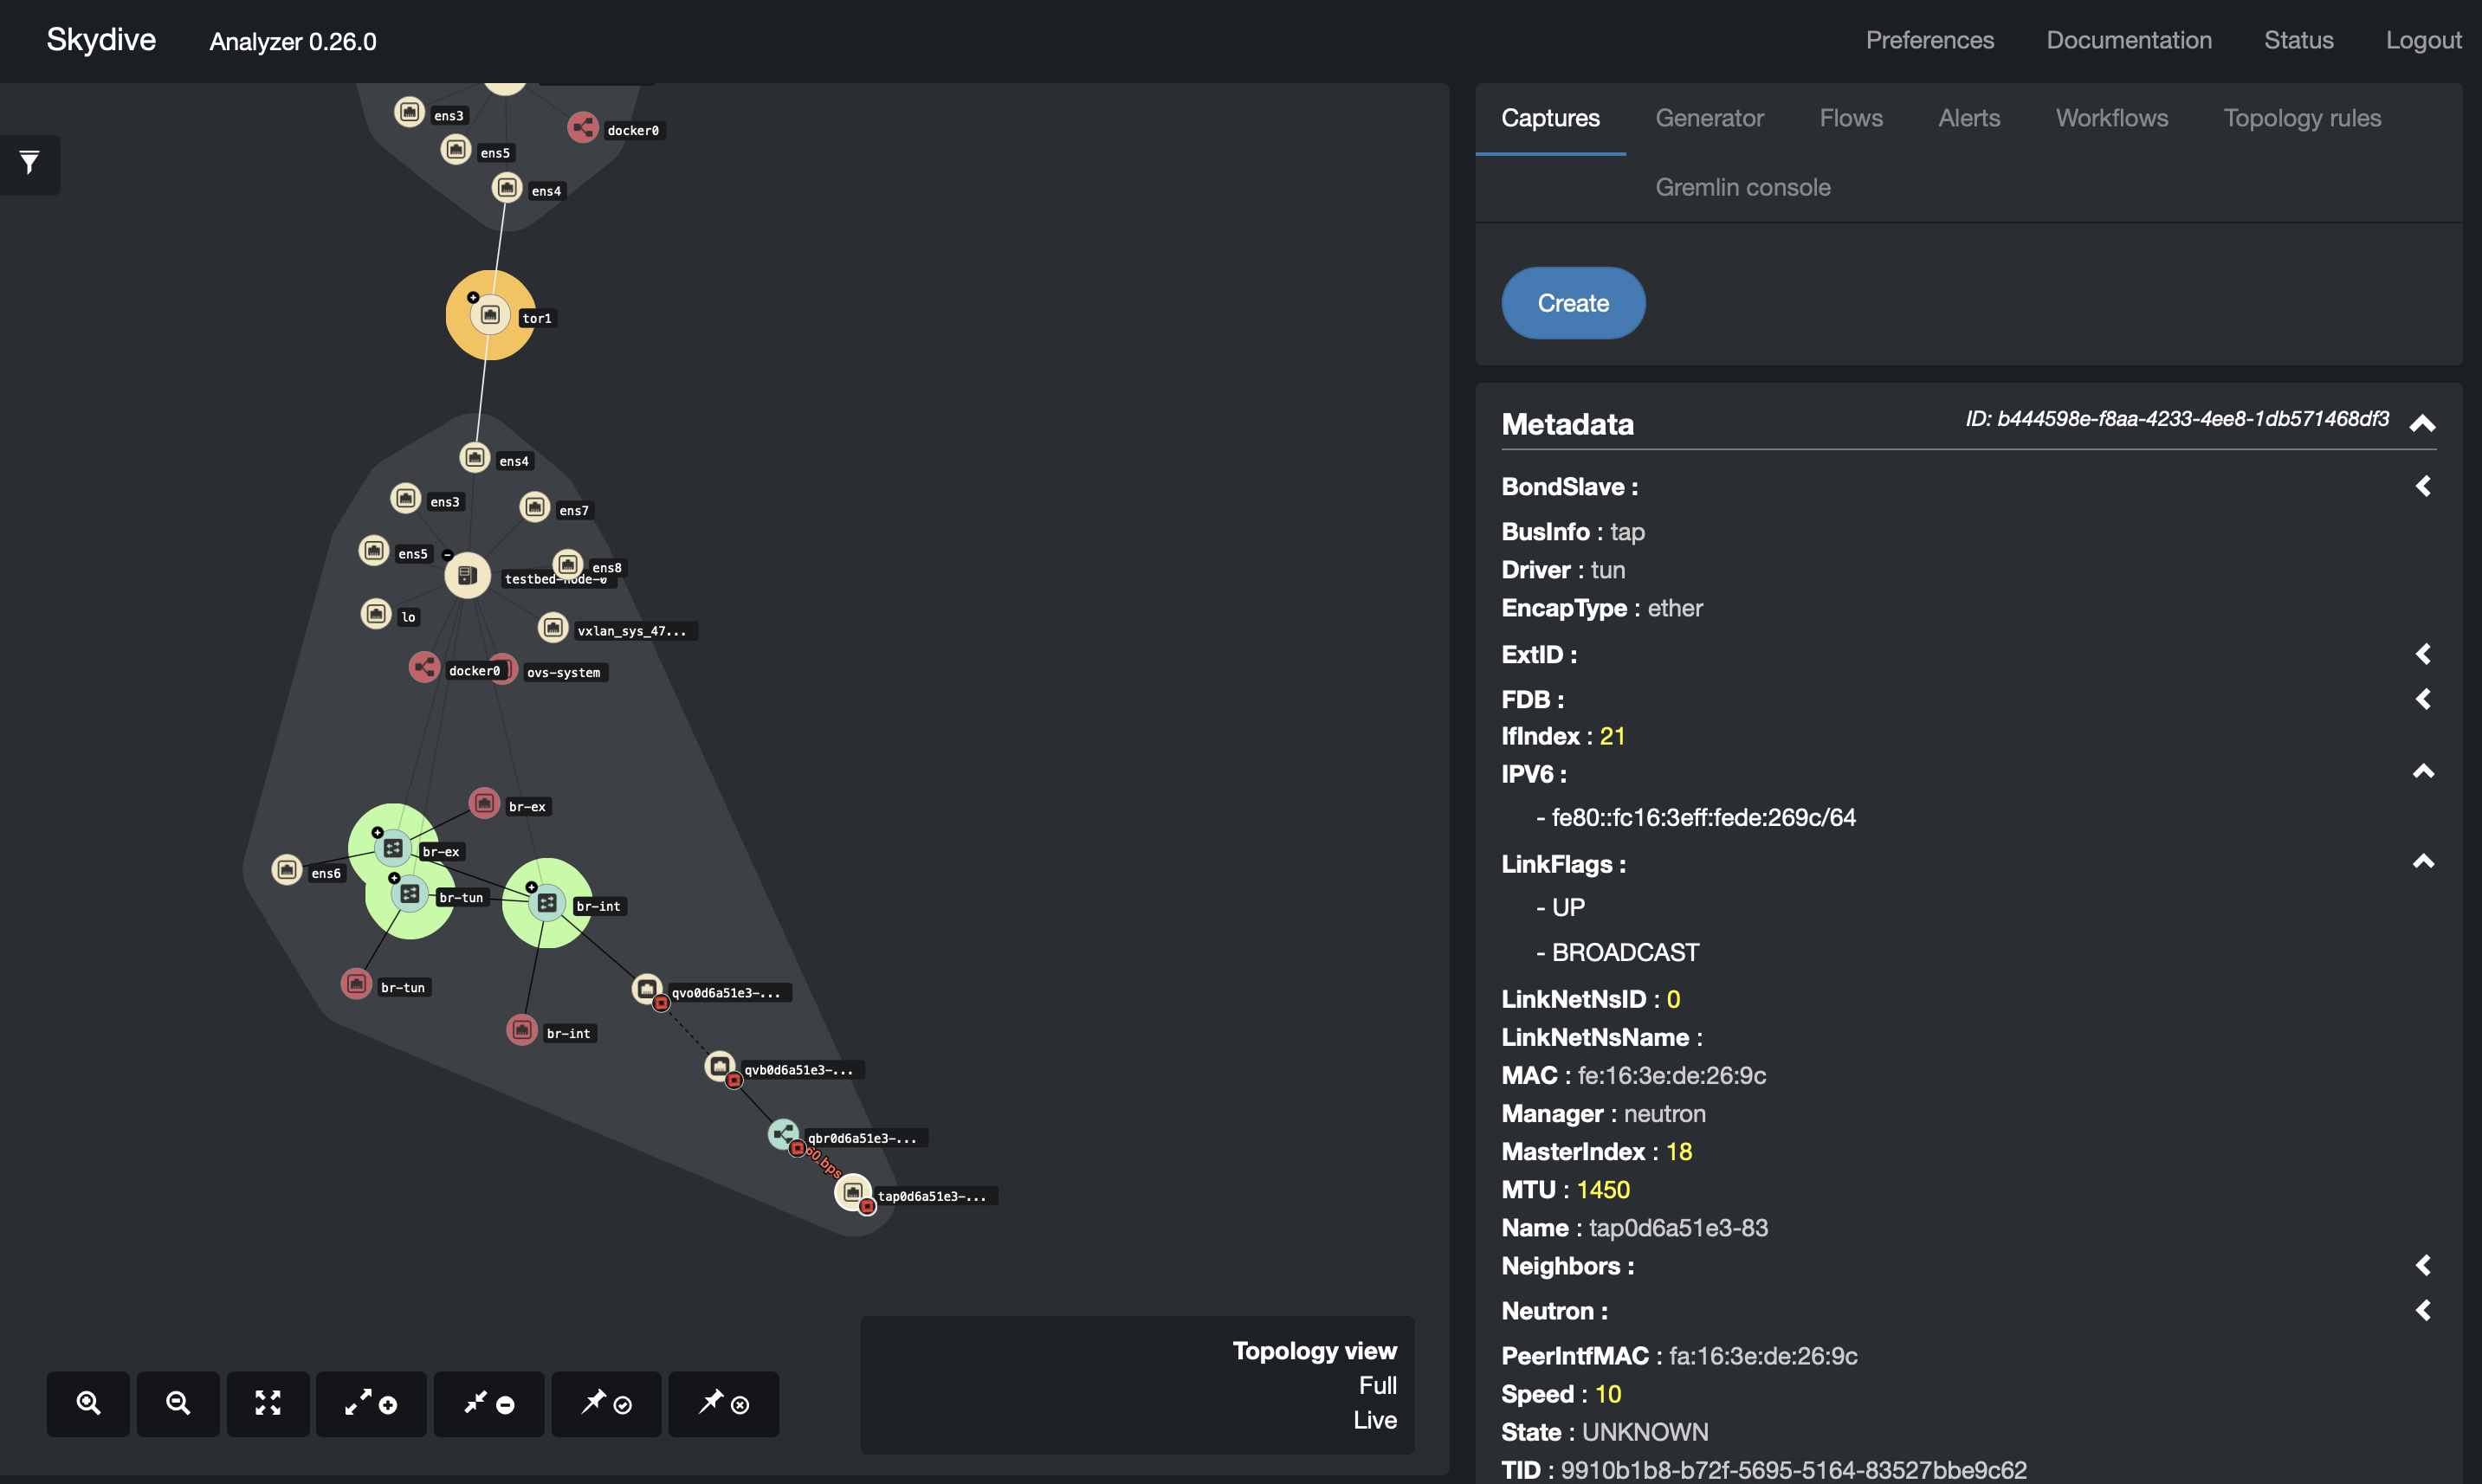 Skydive
Analyzer 0.26.0
Preferences
Documentation
Status
Logout
ens3
docker0
ens5
ens4
tor1
ens4
ens3
ens7
ens5
ens8
testbed-node-0
lo
vxlan_sys_47...
docker0
ovs-system
br-ex
br-ex
ens6
br-tun
br-int
br-tun
qvo0d6a51e3-...
br-int
qvb0d6a51e3-...
qbr0d6a51e3-...
60 bps
tap0d6a51e3-...
Topology view
Full
Live
Captures
Generator
Flows
Alerts
Workflows
Topology rules
Gremlin console
Create
Metadata
ID: b444598e-f8aa-4233-4ee8-1db571468df3
BondSlave :
BusInfo : tap
Driver : tun
EncapType : ether
ExtID :
FDB :
IfIndex : 21
IPV6 :
- fe80::fc16:3eff:fede:269c/64
LinkFlags :
- UP
- BROADCAST
LinkNetNsID : 0
LinkNetNsName :
MAC : fe:16:3e:de:26:9c
Manager : neutron
MasterIndex : 18
MTU : 1450
Name : tap0d6a51e3-83
Neighbors :
Neutron :
PeerIntfMAC : fa:16:3e:de:26:9c
Speed : 10
State : UNKNOWN
TID : 9910b1b8-b72f-5695-5164-83527bbe9c62